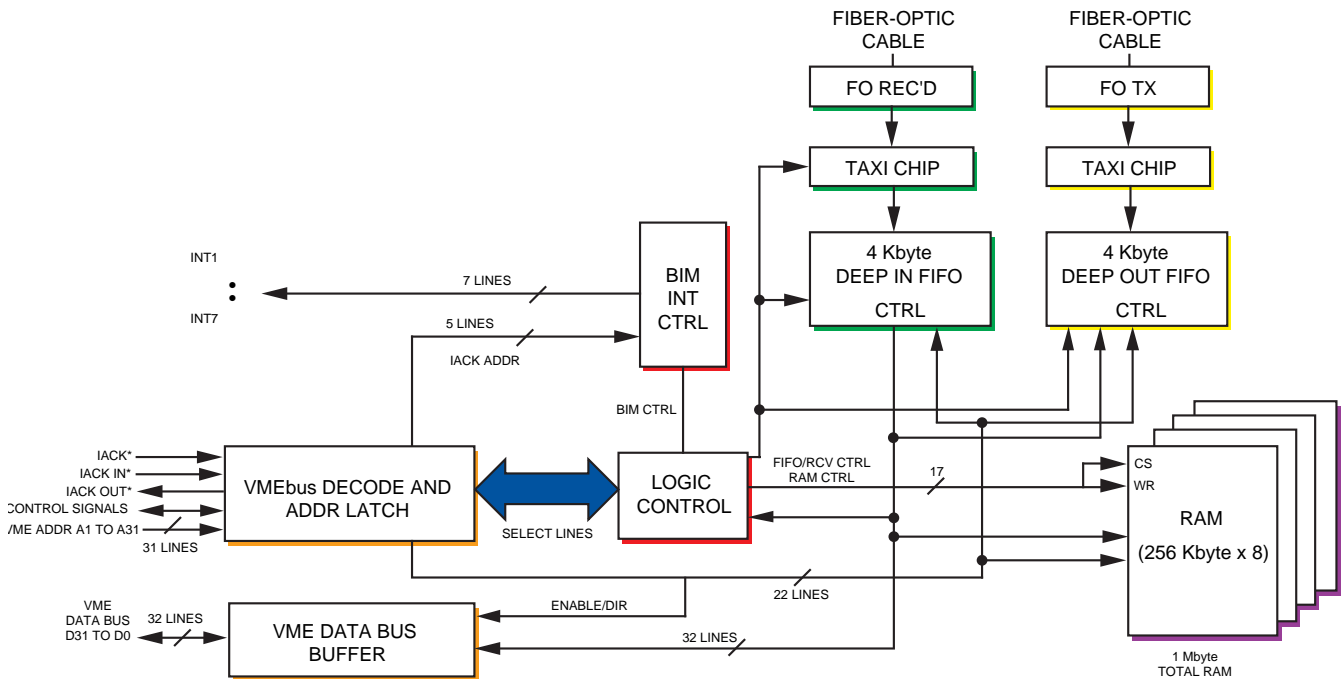 FIBER-OPTIC
CABLE
FIBER-OPTIC
CABLE
FO REC'D
FO TX
TAXI CHIP
TAXI CHIP
4 Kbyte
DEEP IN FIFO
CTRL
4 Kbyte
DEEP OUT FIFO
CTRL
INT1
:
INT7
7 LINES
BIM
INT
CTRL
5 LINES
IACK ADDR
BIM CTRL
IACK*
IACK IN*
IACK OUT*
CONTROL SIGNALS
VME ADDR A1 TO A31
31 LINES
VMEbus DECODE AND
ADDR LATCH
SELECT LINES
LOGIC
CONTROL
FIFO/RCV CTRL
RAM CTRL
17
CS
WR
RAM
(256 Kbyte x 8)
22 LINES
ENABLE/DIR
VME
DATA BUS
D31 TO D0
32 LINES
VME DATA BUS
BUFFER
32 LINES
1 Mbyte
TOTAL RAM